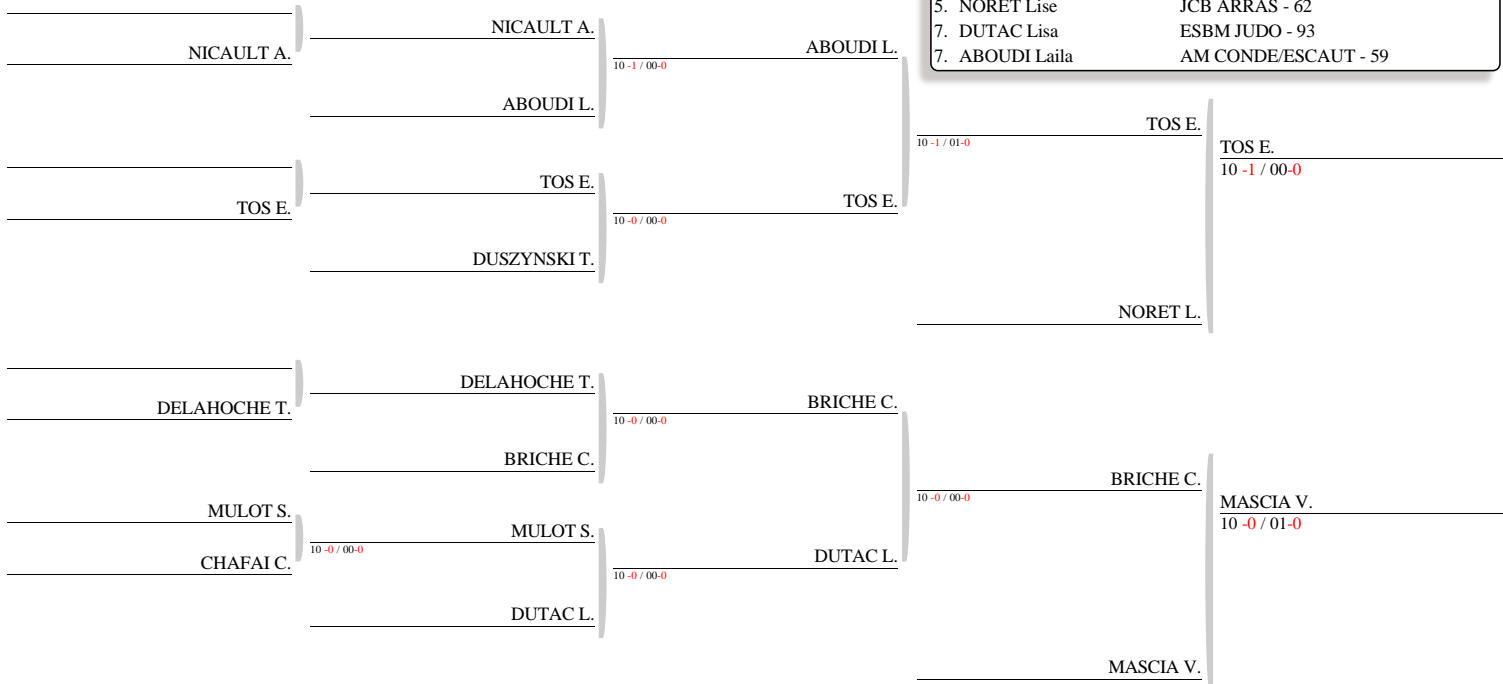 5. NORET Lise JCB ARRAS - 62
7. DUTAC Lisa ESBM JUDO - 93
7. ABOUDI Laila AM CONDE/ESCAUT - 59
NICAULT A.
NICAULT A.
ABOUDI L.
10 -1 / 00-0
ABOUDI L.
TOS E.
10 -1 / 01-0
TOS E.
10 -1 / 00-0
TOS E.
TOS E.
TOS E.
10 -0 / 00-0
DUSZYNSKI T.
NORET L.
DELAHOCHE T.
DELAHOCHE T.
BRICHE C.
10 -0 / 00-0
BRICHE C.
BRICHE C.
10 -0 / 00-0
MASCIA V.
10 -0 / 01-0
MULOT S.
CHAFAI C.
MULOT S.
10 -0 / 00-0
DUTAC L.
10 -0 / 00-0
DUTAC L.
MASCIA V.